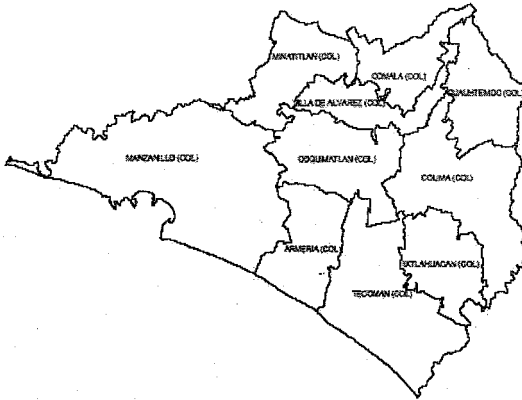 MINATITLAN (COL)
COMALA (COL)
CUAUHTEMOC (COL)
VILLA DE ALVAREZ (COL)
MANZANILLO (COL)
COQUIMATLAN (COL)
COLIMA (COL)
ARMERIA (COL)
IXTLAHUACAN (COL)
TECOMAN (COL)